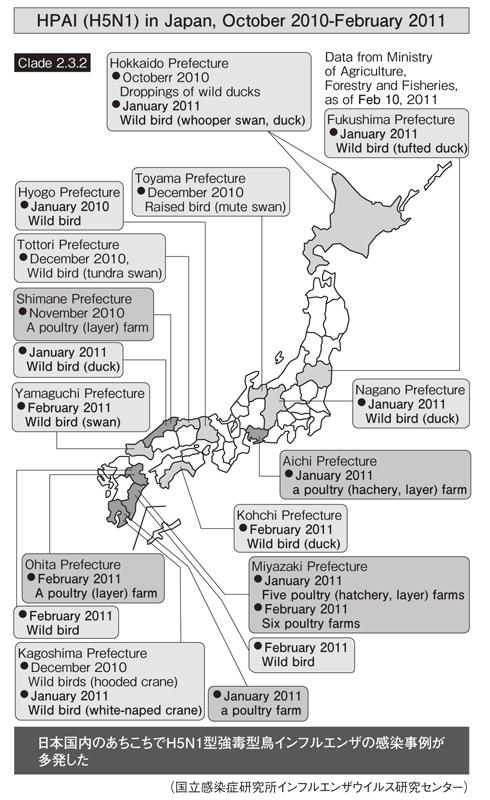 HPAI (H5N1) in Japan, October 2010-February 2011
Clade 2.3.2
Hokkaido Prefecture
● Octoberr 2010
Droppings of wild ducks
● January 2011
Wild bird (whooper swan, duck)
Data from Ministry
of Agriculture,
Forestry and Fisheries,
as of Feb 10, 2011
Fukushima Prefecture
● January 2011
Wild bird (tufted duck)
Toyama Prefecture
● December 2010
Raised bird (mute swan)
Hyogo Prefecture
● January 2010
Wild bird
Tottori Prefecture
● December 2010,
Wild bird (tundra swan)
Shimane Prefecture
● November 2010
A poultry (layer) farm
● January 2011
Wild bird (duck)
Yamaguchi Prefecture
● February 2011
Wild bird (swan)
Nagano Prefecture
● January 2011
Wild bird (duck)
Aichi Prefecture
● January 2011
a poultry (hachery, layer) farm
Kohchi Prefecture
● February 2011
Wild bird (duck)
Ohita Prefecture
● February 2011
A poultry (layer) farm
● February 2011
Wild bird
Miyazaki Prefecture
● January 2011
Five poultry (hatchery, layer) farms
● February 2011
Six poultry farms
● February 2011
Wild bird
Kagoshima Prefecture
● December 2010
Wild birds (hooded crane)
● January 2011
Wild bird (white-naped crane)
● January 2011
a poultry farm
日本国内のあちこちでH5N1型強毒型鳥インフルエンザの感染事例が
多発した
(国立感染症研究所インフルエンザウイルス研究センター)